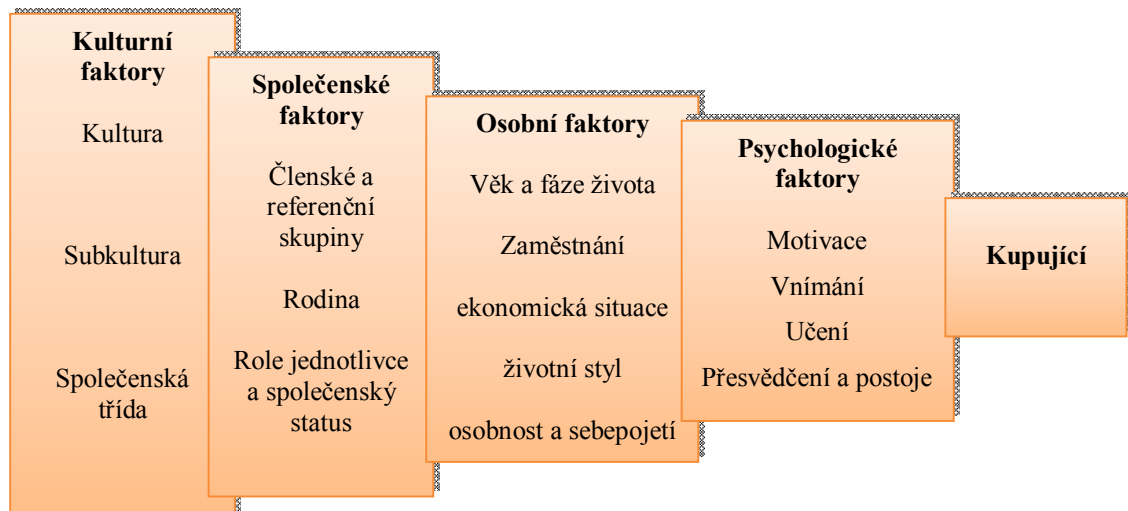 Kulturní
faktory
Kultura
Subkultura
Společenská
třída
Společenské
faktory
Členské a
referenční
skupiny
Rodina
Role jednotlivce
a společenský
status
Osobní faktory
Věk a fáze života
Zaměstnání
ekonomická situace
životní styl
osobnost a sebepojetí
Psychologické
faktory
Motivace
Vnímání
Učení
Přesvědčení a postoje
Kupující